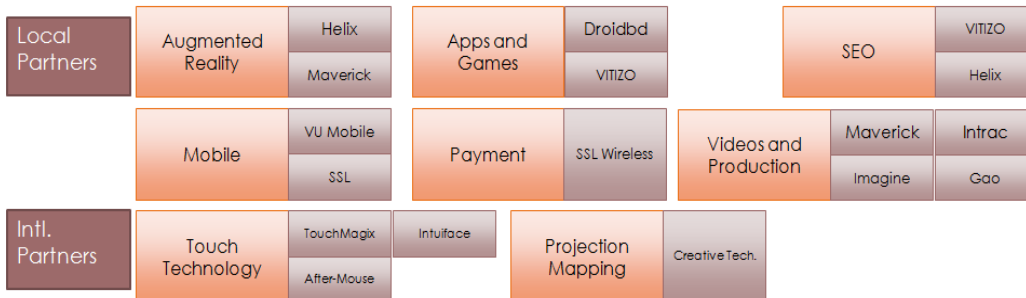 Local
Partners
Augmented
Reality
Helix
Maverick
Apps and
Games
Droidbd
VITIZO
SEO
VITIZO
Helix
Mobile
VU Mobile
SSL
Payment
SSL Wireless
Videos and
Production
Maverick
Intrac
Imagine
Gao
Intl.
Partners
Touch
Technology
TouchMagix
Intuiface
After-Mouse
Projection
Mapping
Creative Tech.